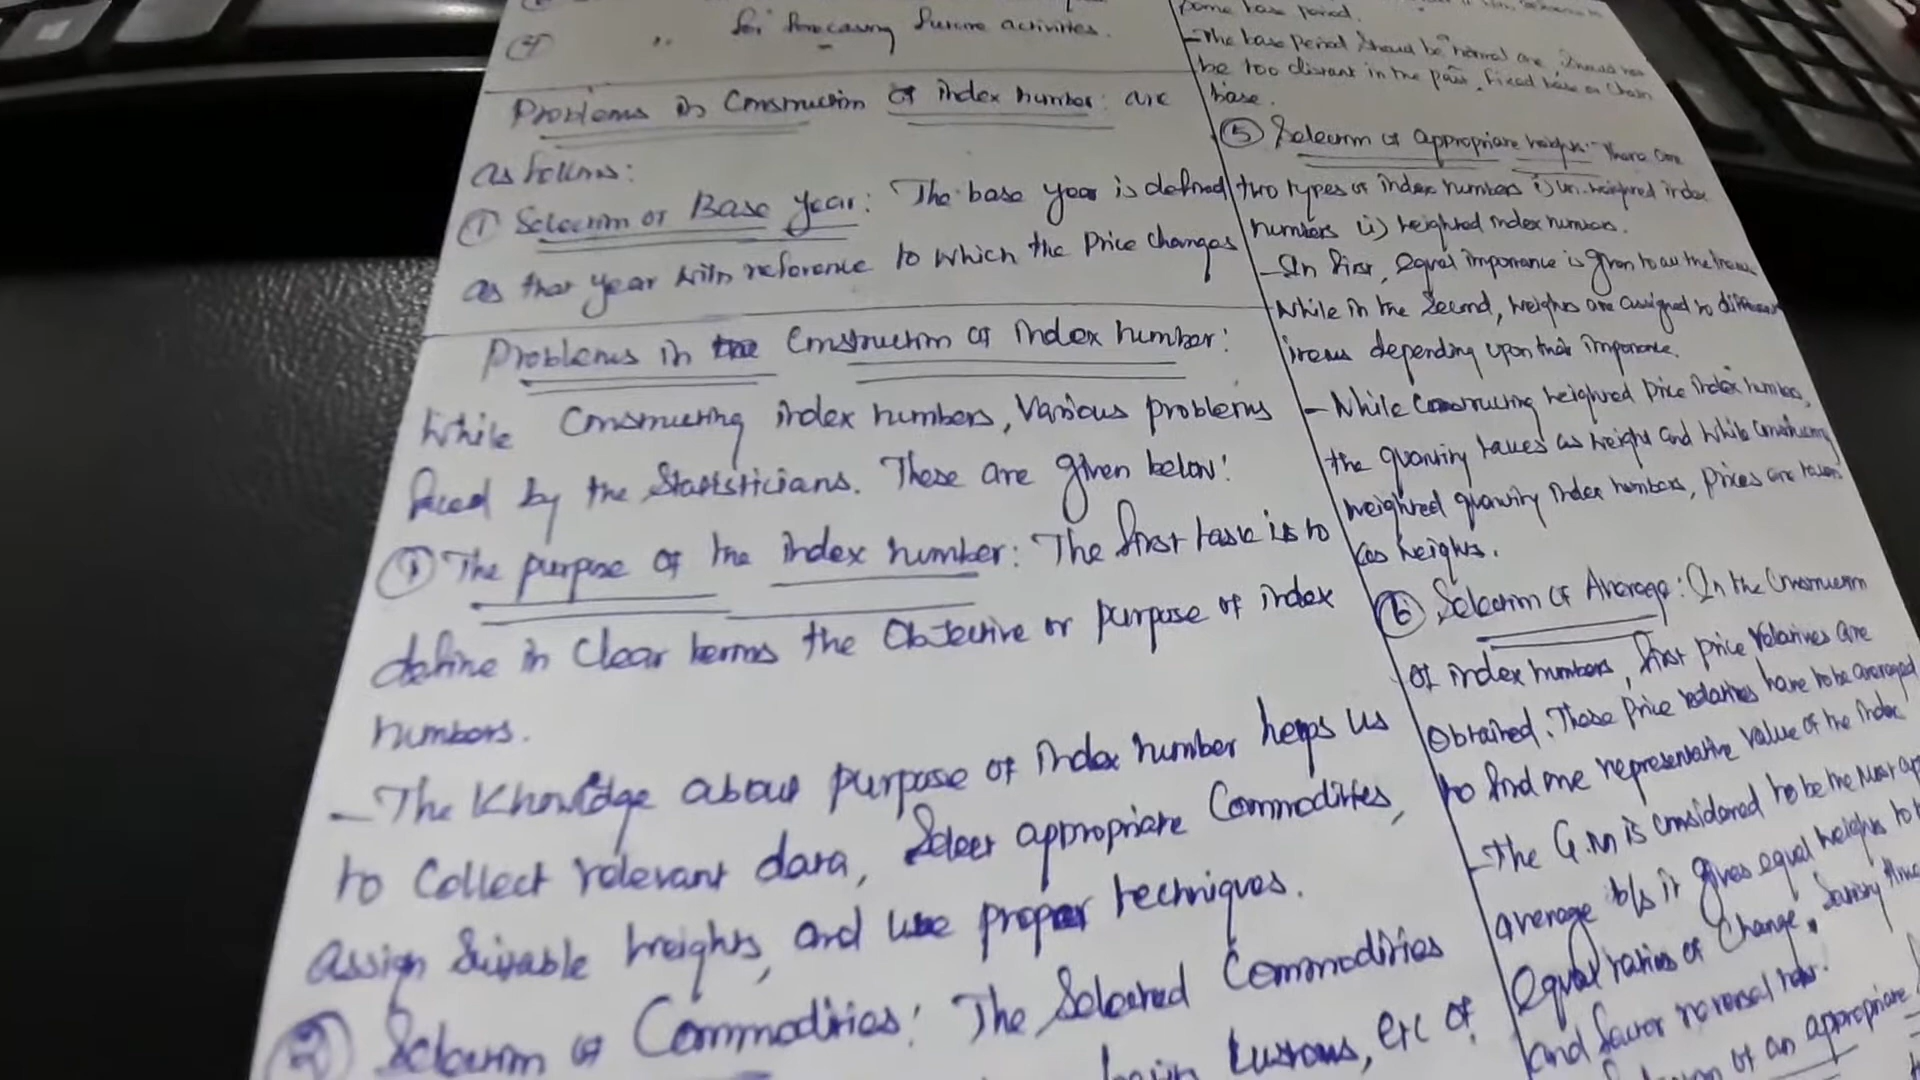 ④ ,, for forecasting future activities.
Problems in Construction of index number: are
as follows:
① Selection of Base year: The base year is defined
as that year with reference to which the price changes
Problems in the Construction of index number:
While Constructing index numbers, Various problems
faced by the Statisticians. These are given below:
① The purpose of the index number: The first task is to
define in Clear terms the Objective or purpose of index
numbers.
- The Knowledge about purpose of index number helps us
to Collect relevant data, Select appropriate Commodities,
assign Suitable weights, and use proper techniques.
② Selection of Commodities: The Selected Commodities
customs, etc of
some base period.
- The base period should be normal and should not
be too distant in the past. Fixed base or Chain
base.
⑤ Selection of appropriate weights: There are
two types of index numbers i) un-weighted index
numbers ii) weighted index numbers.
- In first, equal importance is given to all the items
While in the Second, weights are assigned to different
items depending upon their importance.
- While Constructing weighted price index number,
the quantity taken as weight and While Constructing
weighted quantity index numbers, prices are taken
as weights.
⑥ Selection of Average: In the Construction
of index numbers, first price relatives are
Obtained. These price relatives have to be averaged
to find one representative value of the index
- The G.M is considered to be the most
average b/s it gives equal weights to
equal ratios of Change. Satisfy time
and factor reversal
of an appropriate